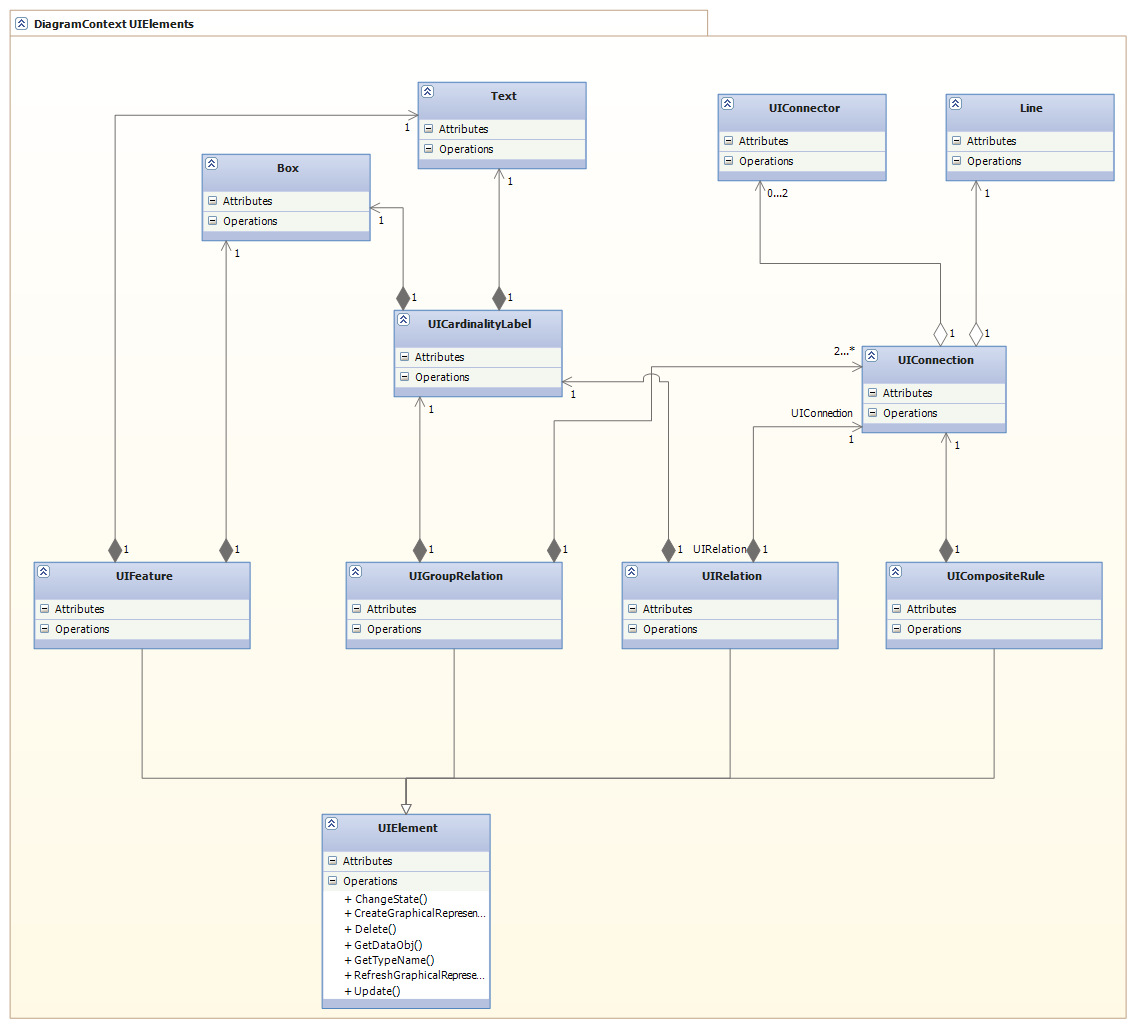 DiagramContext UIElements
Text
Attributes
Operations
1
UIConnector
Attributes
Operations
0...2
Line
Attributes
Operations
1
Box
Attributes
Operations
1
1
1
1
1
UICardinalityLabel
Attributes
Operations
1
1
1
1
2...*
UIConnection
Attributes
Operations
UIConnection
1
1
1
1
1
1
1
UIRelation
1
1
UIFeature
Attributes
Operations
UIGroupRelation
Attributes
Operations
UIRelation
Attributes
Operations
UICompositeRule
Attributes
Operations
UIElement
Attributes
Operations
+ ChangeState()
+ CreateGraphicalRepresen...
+ Delete()
+ GetDataObj()
+ GetTypeName()
+ RefreshGraphicalReprese...
+ Update()